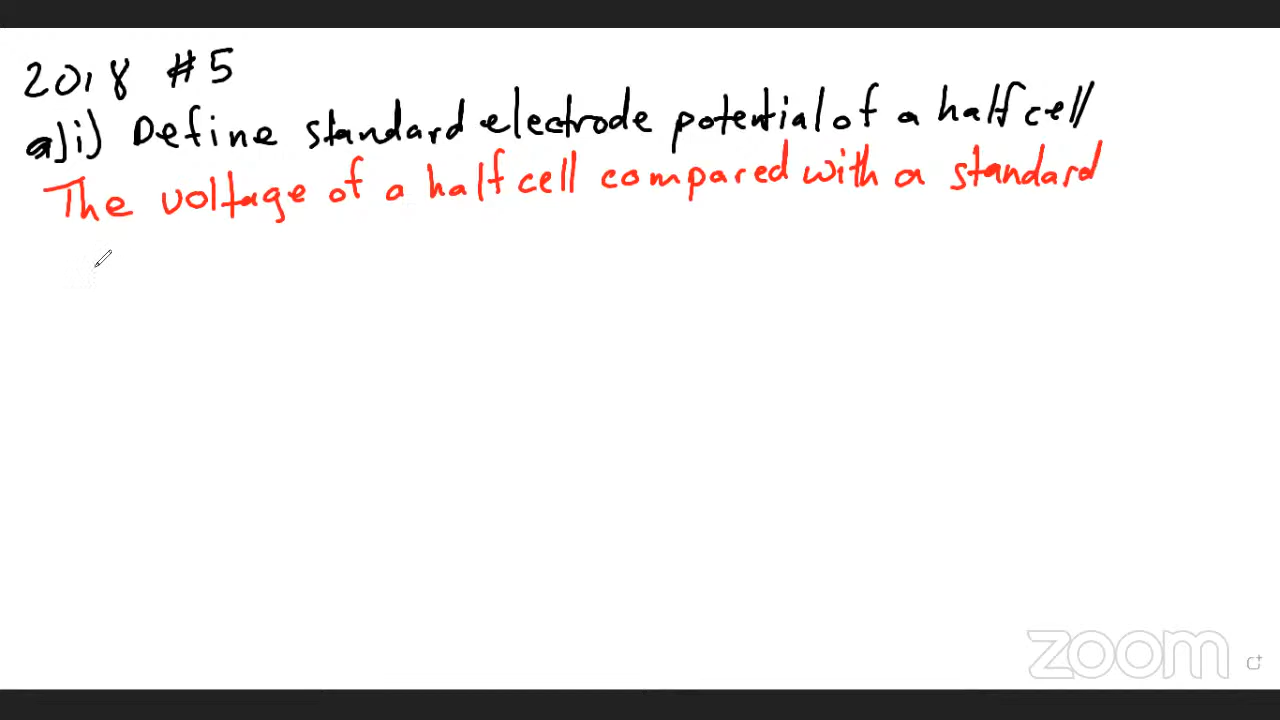 2018 #5
a)i) Define standard electrode potential of a half cell
The voltage of a half cell compared with a standard
zoom